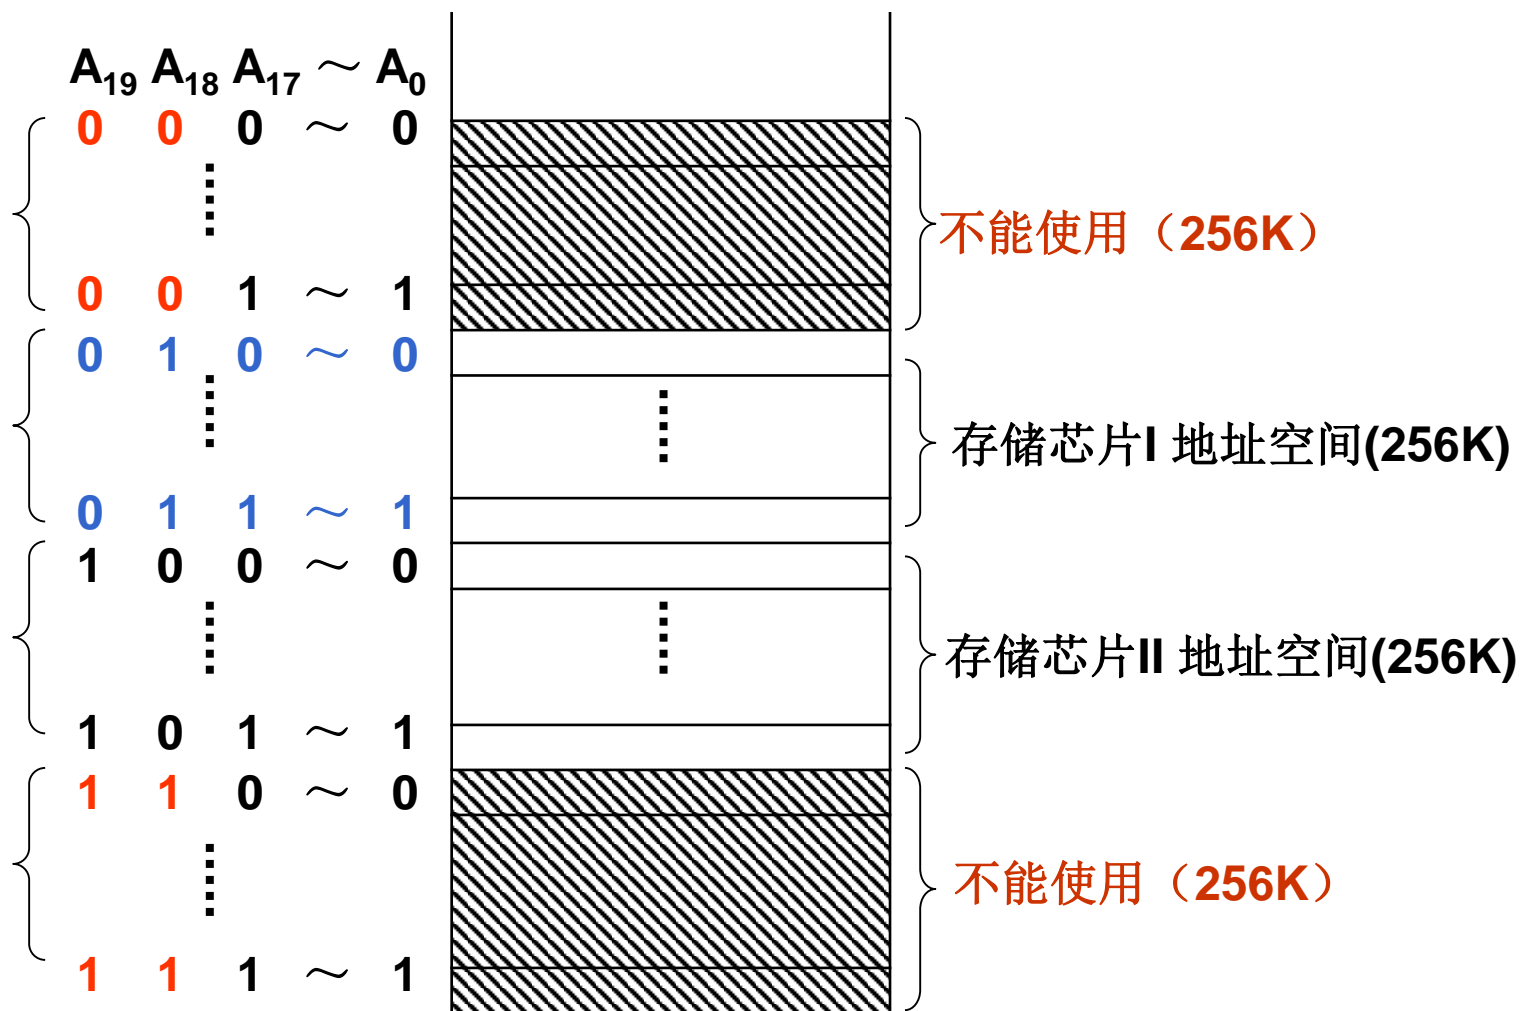 A19 A18 A17 ～ A0
0 0 0 ～ 0
不能使用（256K）
0 0 1 ～ 1
0 1 0 ～ 0
存储芯片I 地址空间(256K)
0 1 1 ～ 1
1 0 0 ～ 0
存储芯片II 地址空间(256K)
1 0 1 ～ 1
1 1 0 ～ 0
不能使用（256K）
1 1 1 ～ 1